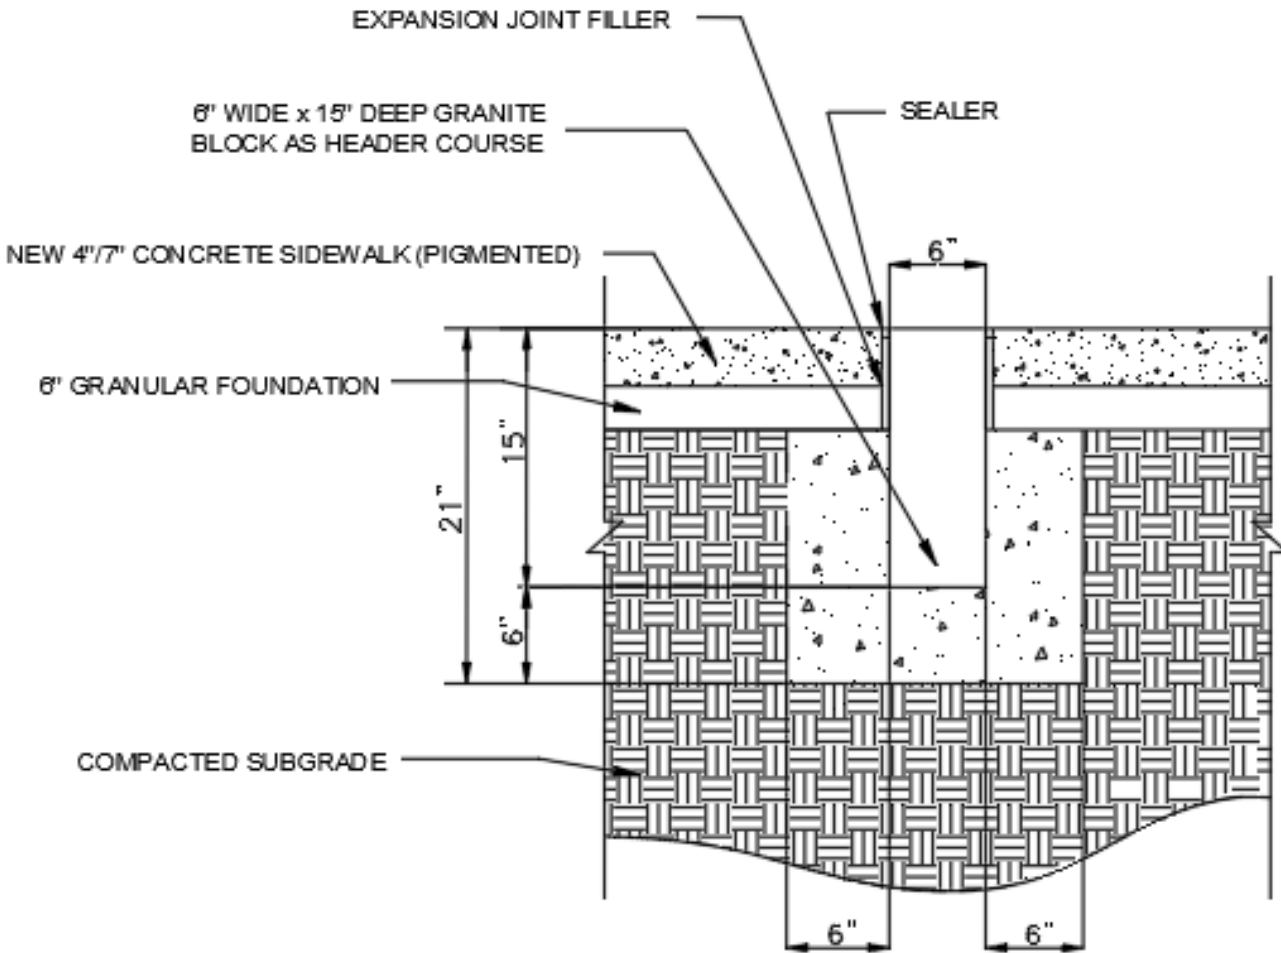 EXPANSION JOINT FILLER
6" WIDE x 15" DEEP GRANITE
BLOCK AS HEADER COURSE
SEALER
NEW 4"/7" CONCRETE SIDEWALK (PIGMENTED)
6"
6" GRANULAR FOUNDATION
15"
21"
6"
COMPACTED SUBGRADE
6"
6"